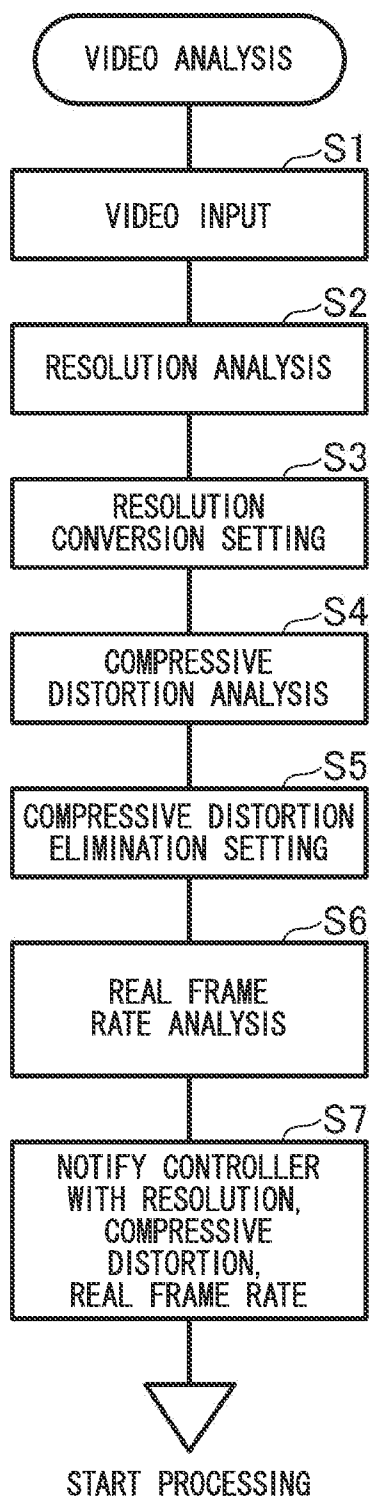 VIDEO ANALYSIS
S1
VIDEO INPUT
S2
RESOLUTION ANALYSIS
S3
RESOLUTION
CONVERSION SETTING
S4
COMPRESSIVE
DISTORTION ANALYSIS
S5
COMPRESSIVE DISTORTION
ELIMINATION SETTING
S6
REAL FRAME
RATE ANALYSIS
S7
NOTIFY CONTROLLER
WITH RESOLUTION,
COMPRESSIVE
DISTORTION,
REAL FRAME RATE
START PROCESSING